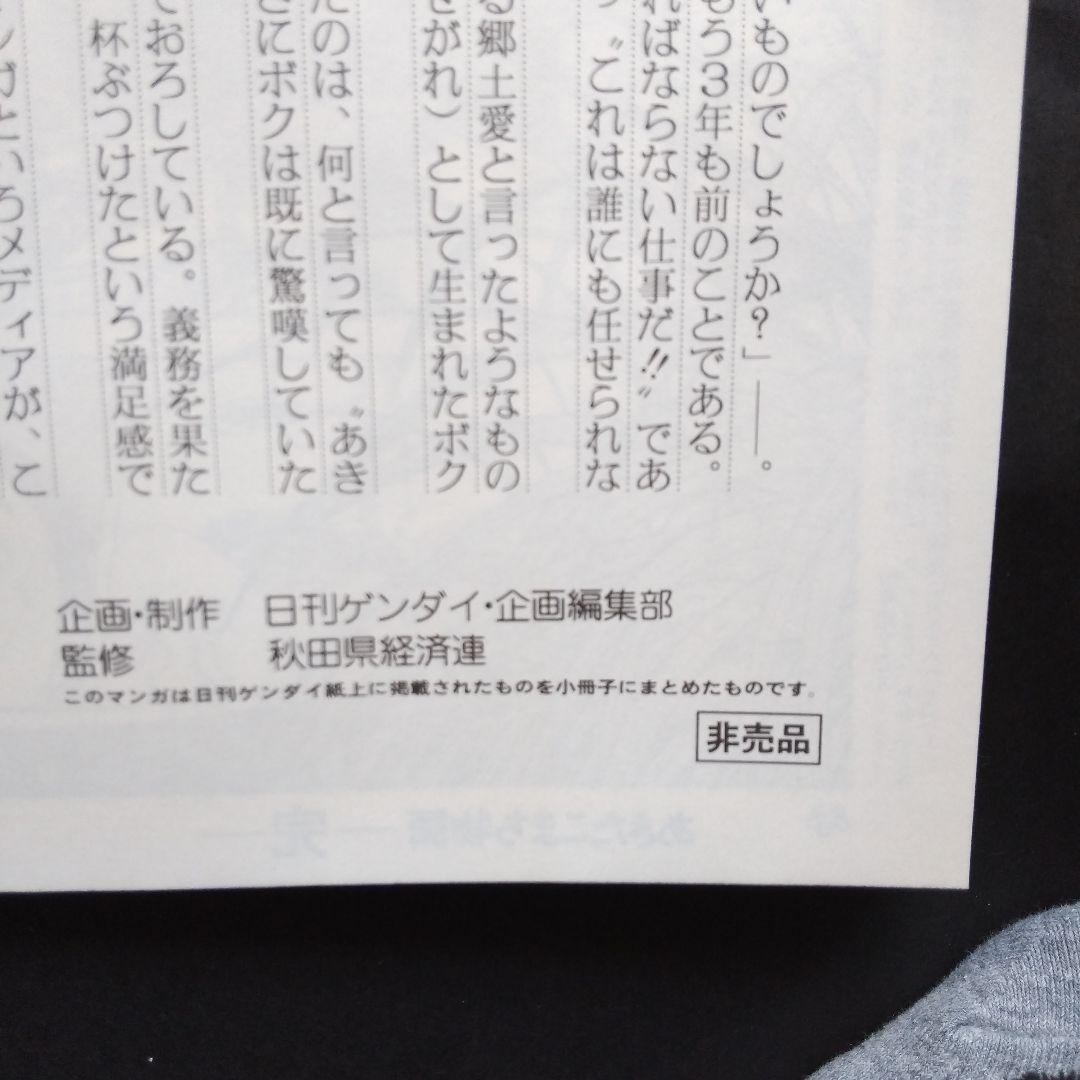 いものでしょうか?」――。
もう3年も前のことである。
ればならない仕事だ!!〟であ
〝これは誰にも任せられな
る郷土愛と言ったようなもの
せがれ）として生まれたボク
たのは、何と言っても〝あき
さにボクは既に驚嘆していた
おろしている。義務を果た
杯ぶつけたという満足感で
というメディアが、こ
企画・制作　日刊ゲンダイ・企画編集部
監修　秋田県経済連
このマンガは日刊ゲンダイ紙上に掲載されたものを小冊子にまとめたものです。
非売品